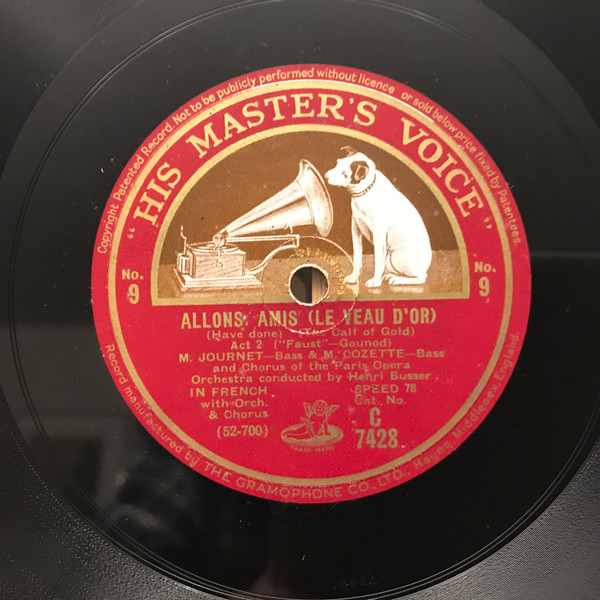 Copyright Patented Record. Not to be publicly performed without licence or sold below price fixed by Patentees.
"HIS MASTER'S VOICE"
No. 9
No. 9
ALLONS, AMIS (LE VEAU D'OR)
(Have done) (The Calf of Gold)
Act 2 ("Faust"—Gounod)
M. JOURNET—Bass & M. COZETTE—Bass
and Chorus of the Paris Opera
Orchestra conducted by Henri Busser
IN FRENCH SPEED 78
with Orch. Cat. No.
& Chorus C
(52-700) 7428
TRADE MARK
Record manufactured by THE GRAMOPHONE CO., LTD., Hayes, Middlesex, England.